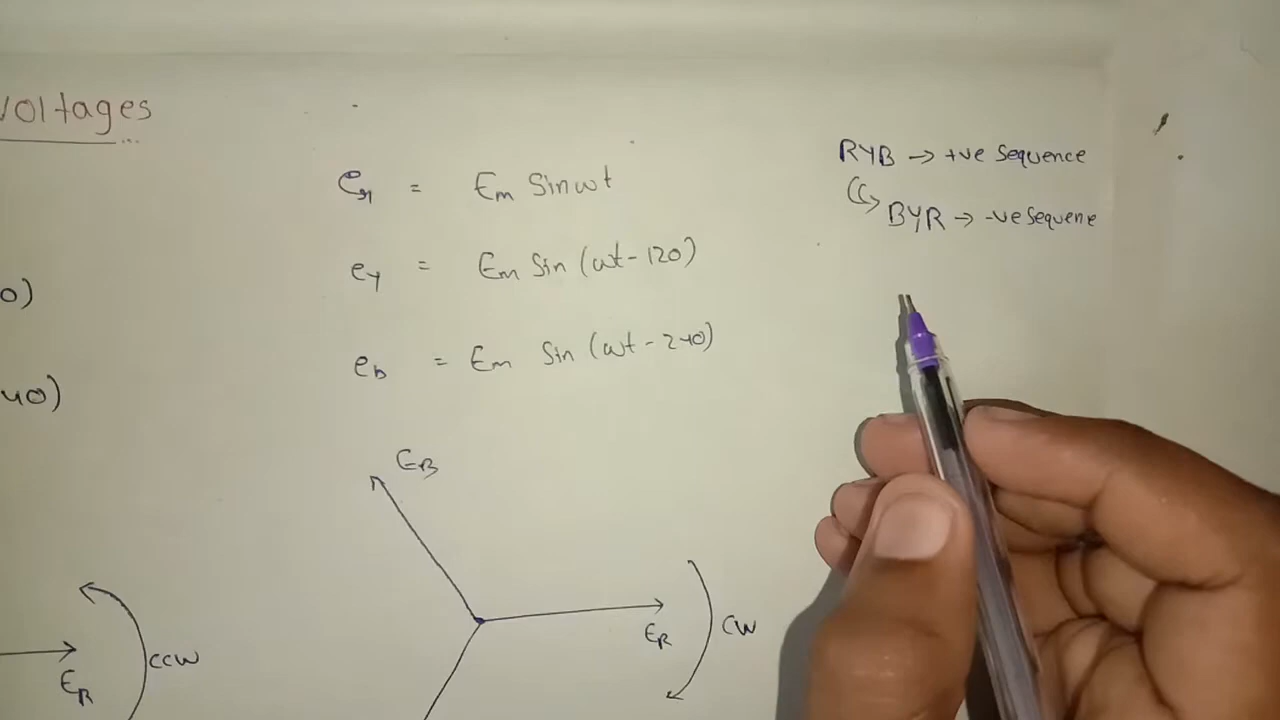 voltages
RYB → +ve Sequence
er = Em Sinωt
BYR → -ve Sequene
ey = Em Sin (ωt-120)
0)
eb = Em Sin (ωt-240)
40)
EB
CW
ER
CCW
ER